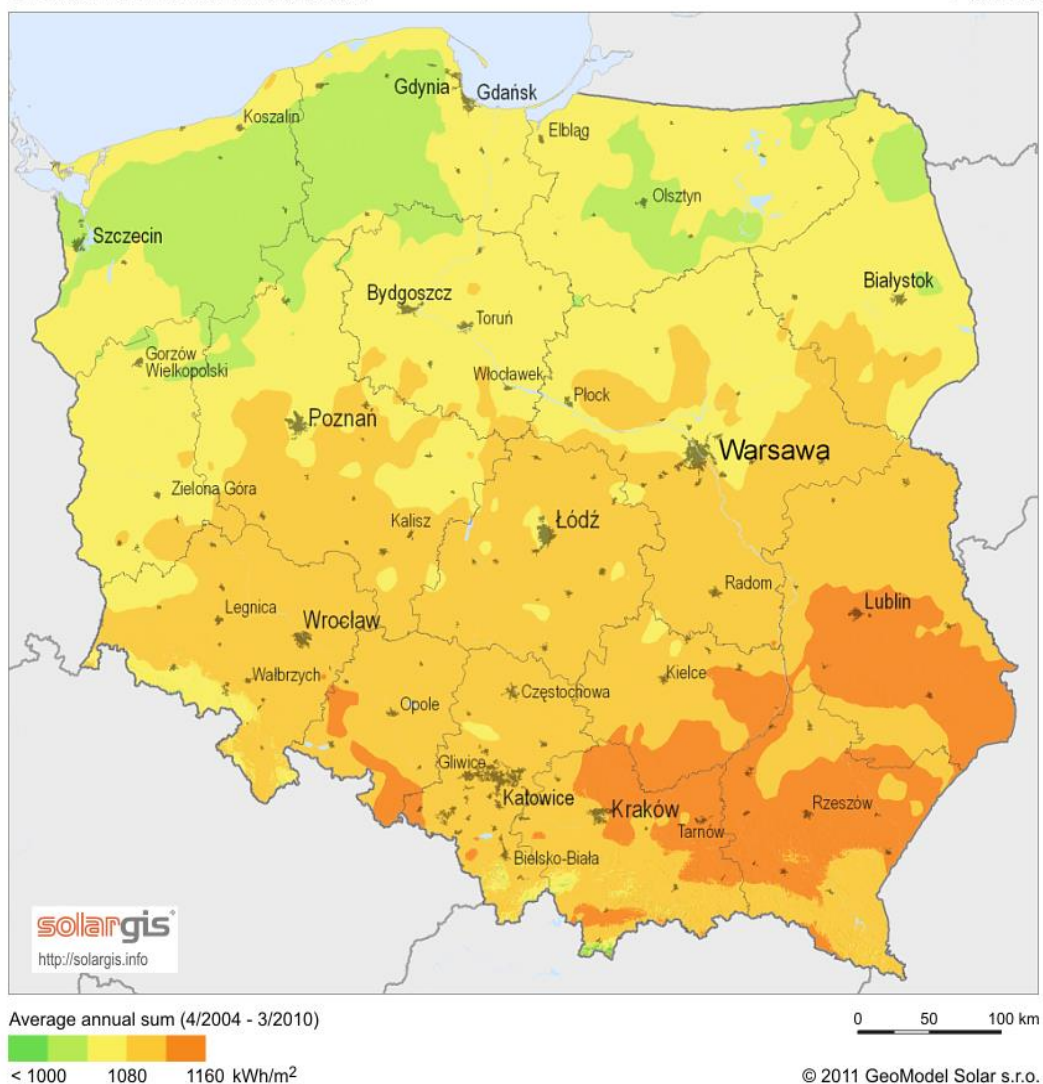 Gdynia
Gdańsk
Koszalin
Elbląg
Olsztyn
Szczecin
Białystok
Bydgoszcz
Toruń
Gorzów
Wielkopolski
Włocławek
Płock
Poznań
Warsawa
Zielona Góra
Kalisz
Łódź
Radom
Legnica
Wrocław
Lublin
Wałbrzych
Kielce
Opole
Częstochowa
Gliwice
Katowice
Kraków
Rzeszów
Tarnów
Bielsko-Biała
solargis
http://solargis.info
Average annual sum (4/2004 - 3/2010)
0 50 100 km
< 1000 1080 1160 kWh/m2
© 2011 GeoModel Solar s.r.o.